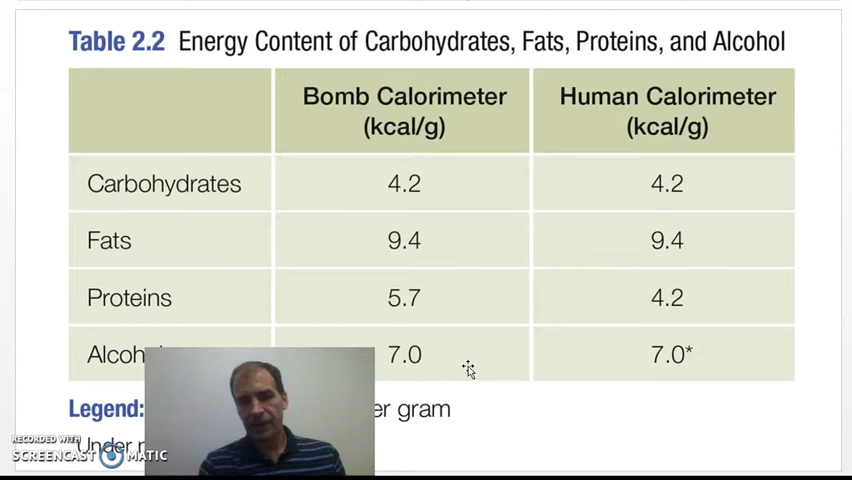 Table 2.2 Energy Content of Carbohydrates, Fats, Proteins, and Alcohol
Bomb Calorimeter (kcal/g) Human Calorimeter (kcal/g)
Carbohydrates 4.2 4.2
Fats 9.4 9.4
Proteins 5.7 4.2
7.0 7.0*
Legend: gram
*Under
RECORDED WITH
SCREENCAST MATIC